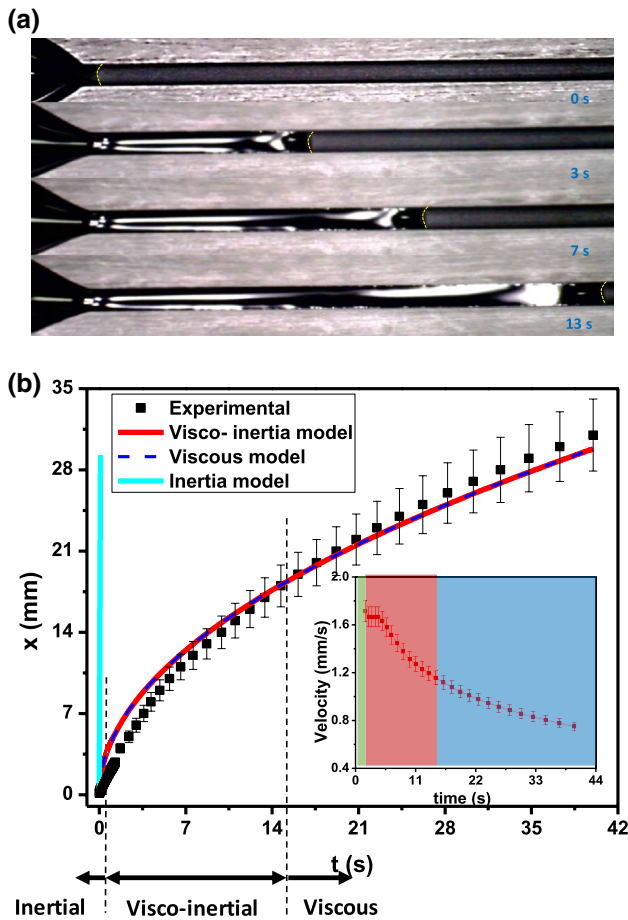 (a)
0 s
3 s
7 s
13 s
(b)
35
28
21
14
7
0
x (mm)
Experimental
Visco- inertia model
Viscous model
Inertia model
2.0
1.6
1.2
0.8
0.4
Velocity (mm/s)
0 11 22 33 44
time (s)
0 7 14 21 28 35 42
t (s)
Inertial Visco-inertial Viscous